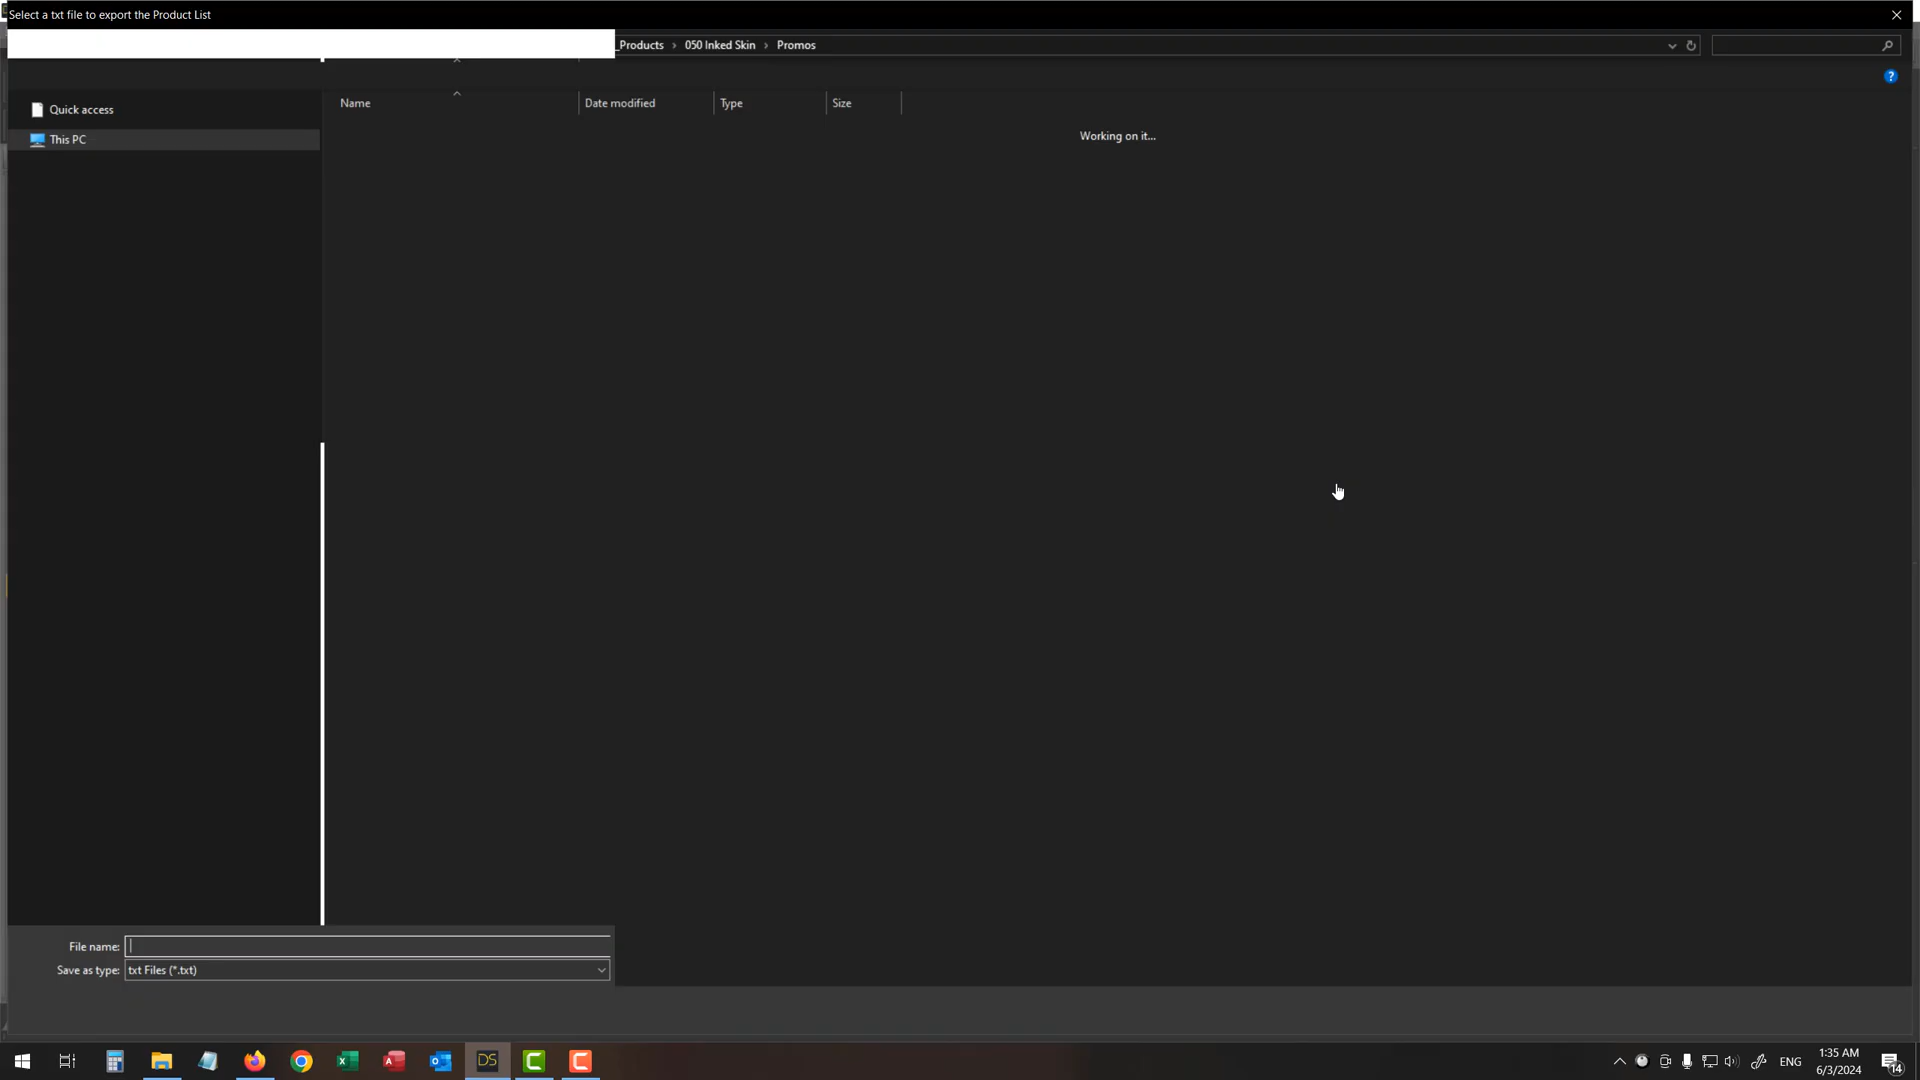 Select a txt file to export the Product List
_Products > 050 Inked Skin > Promos
Name
Date modified
Type
Size
Quick access
This PC
Working on it...
File name:
Save as type: txt Files (*.txt)
DS
ENG
1:35 AM
6/3/2024
14